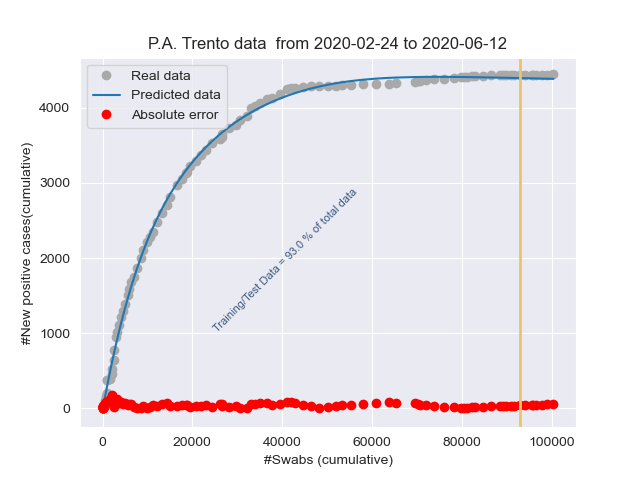 P.A. Trento data  from 2020-02-24 to 2020-06-12
Real data
Predicted data
Absolute error
#New positive cases(cumulative)
4000
3000
2000
1000
0
Training/Test Data = 93.0 % of total data
0
20000
40000
60000
80000
100000
#Swabs (cumulative)